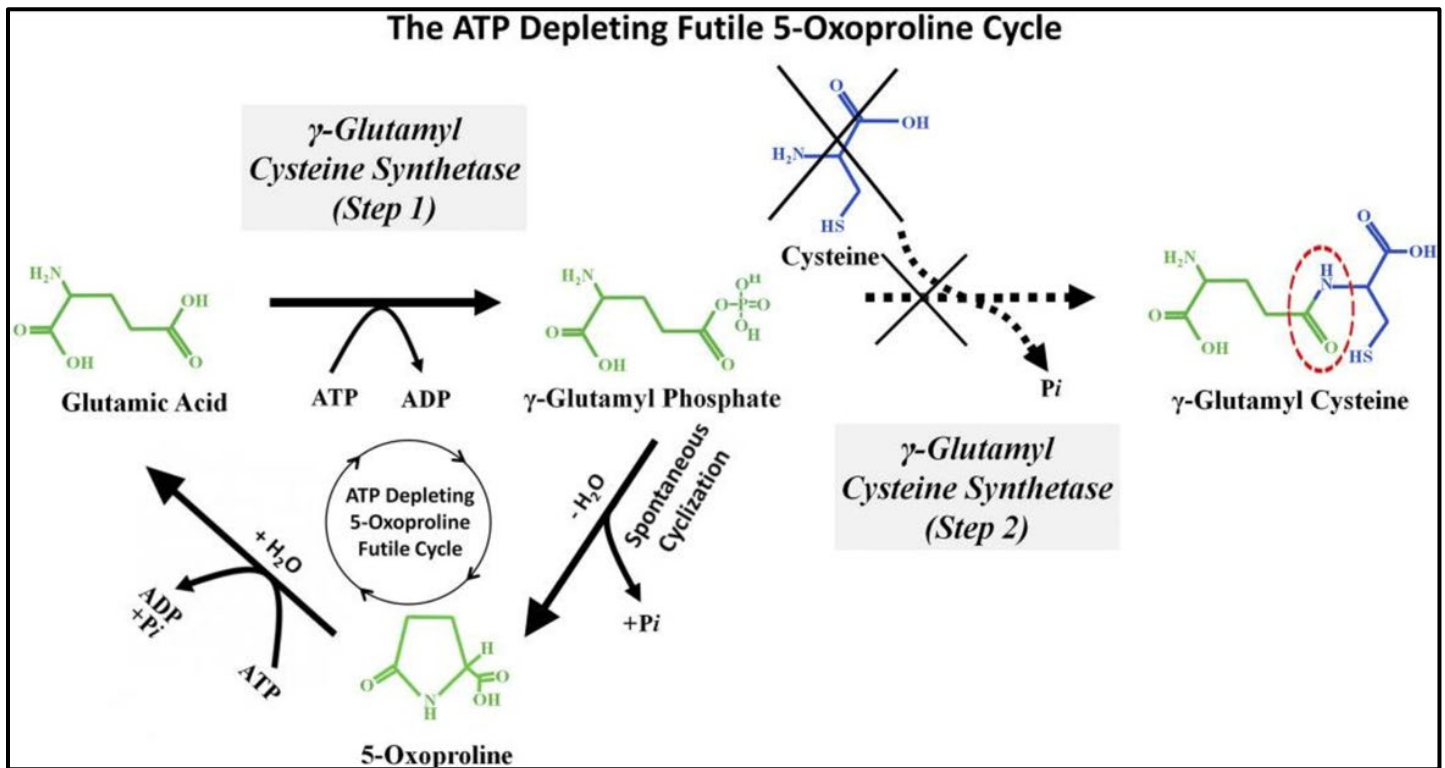 The ATP Depleting Futile 5-Oxoproline Cycle
γ-Glutamyl
Cysteine Synthetase
(Step 1)
O
OH
H₂N
HS
Cysteine
H₂N
O
OH
OH
O
Glutamic Acid
ATP
ADP
H₂N
O
OH
O
O-P=O
OH
OH
γ-Glutamyl Phosphate
Pi
H₂N
O
OH
O
H
N
O
OH
HS
γ-Glutamyl Cysteine
γ-Glutamyl
Cysteine Synthetase
(Step 2)
ATP Depleting
5-Oxoproline
Futile Cycle
- H₂O
Spontaneous
Cyclization
+Pi
+ H₂O
ADP
+Pi
ATP
O
N
H
H
O
OH
5-Oxoproline